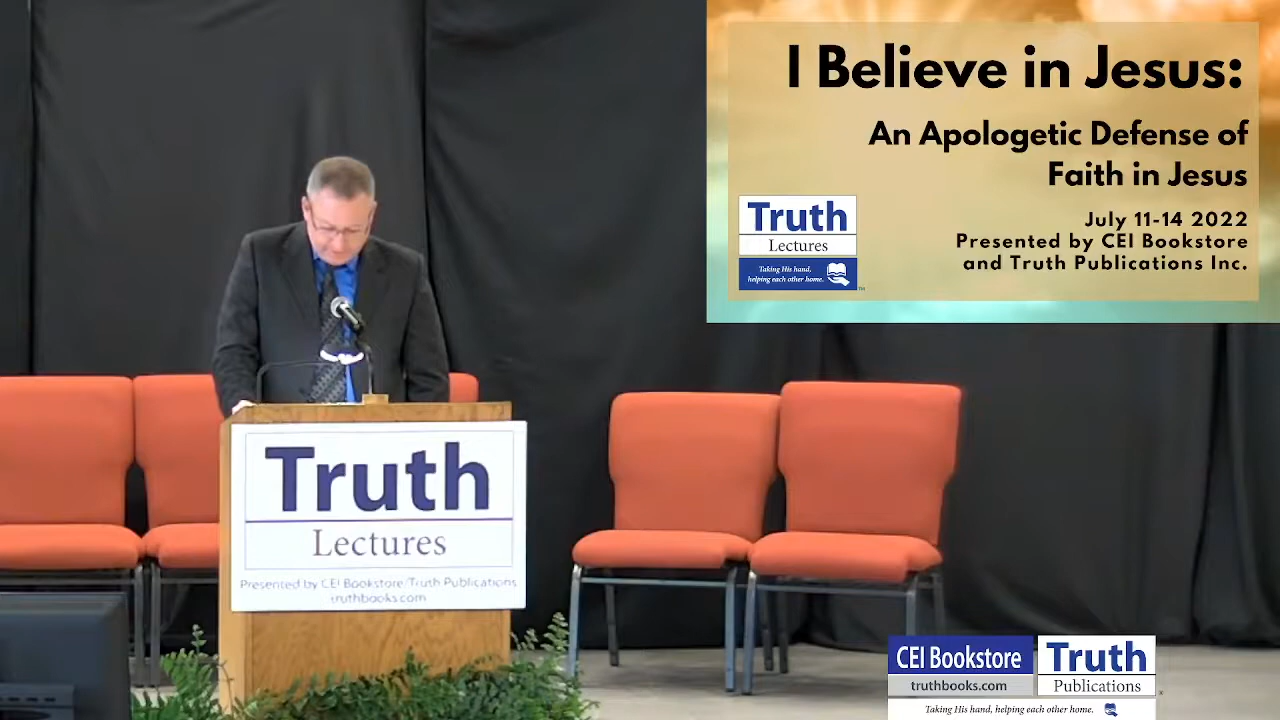 I Believe in Jesus:
An Apologetic Defense of
Faith in Jesus
July 11-14 2022
Presented by CEI Bookstore
and Truth Publications Inc.
Truth
Lectures
Taking His hand,
helping each other home.
TM
Truth
Lectures
Presented by CEI Bookstore/Truth Publications
truthbooks.com
CEI Bookstore
truthbooks.com
Truth
Publications
Taking His hand, helping each other home.